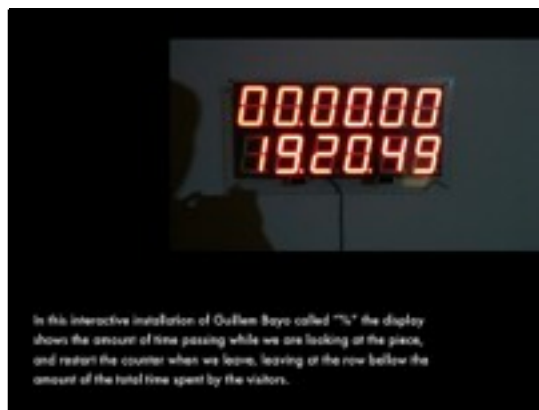 00.00.00
19.20.49
In this interactive installation of Guillem Bayo called "%" the display
shows the amount of time passing while we are looking at the piece,
and restart the counter when we leave, leaving at the row bellow the
amount of the total time spent by the visitors.